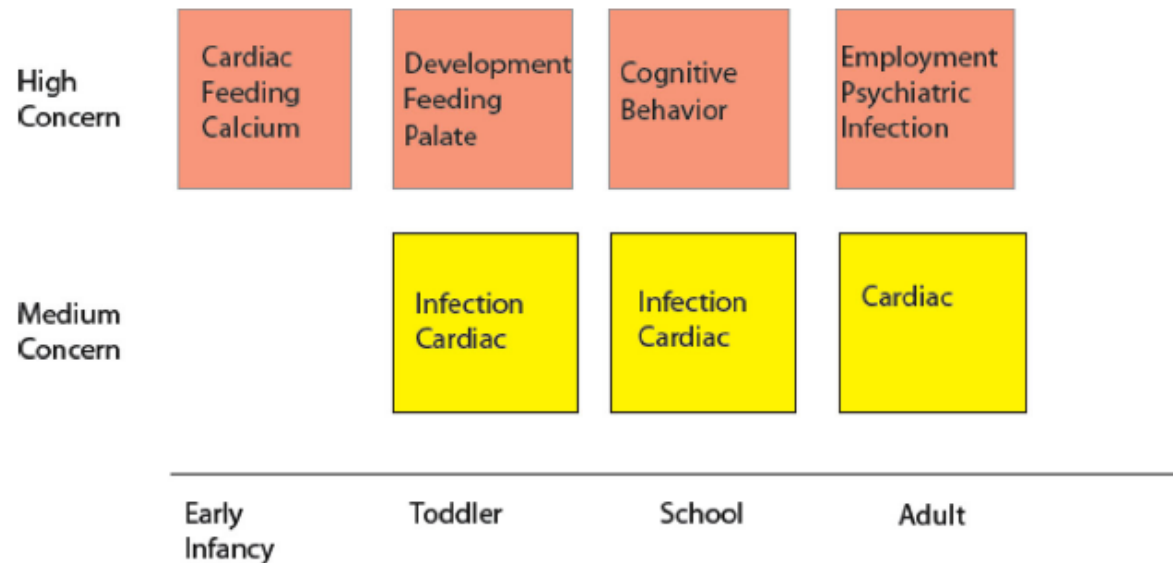 High
Concern
Cardiac
Feeding
Calcium
Development
Feeding
Palate
Cognitive
Behavior
Employment
Psychiatric
Infection
Medium
Concern
Infection
Cardiac
Infection
Cardiac
Cardiac
Early
Infancy
Toddler
School
Adult